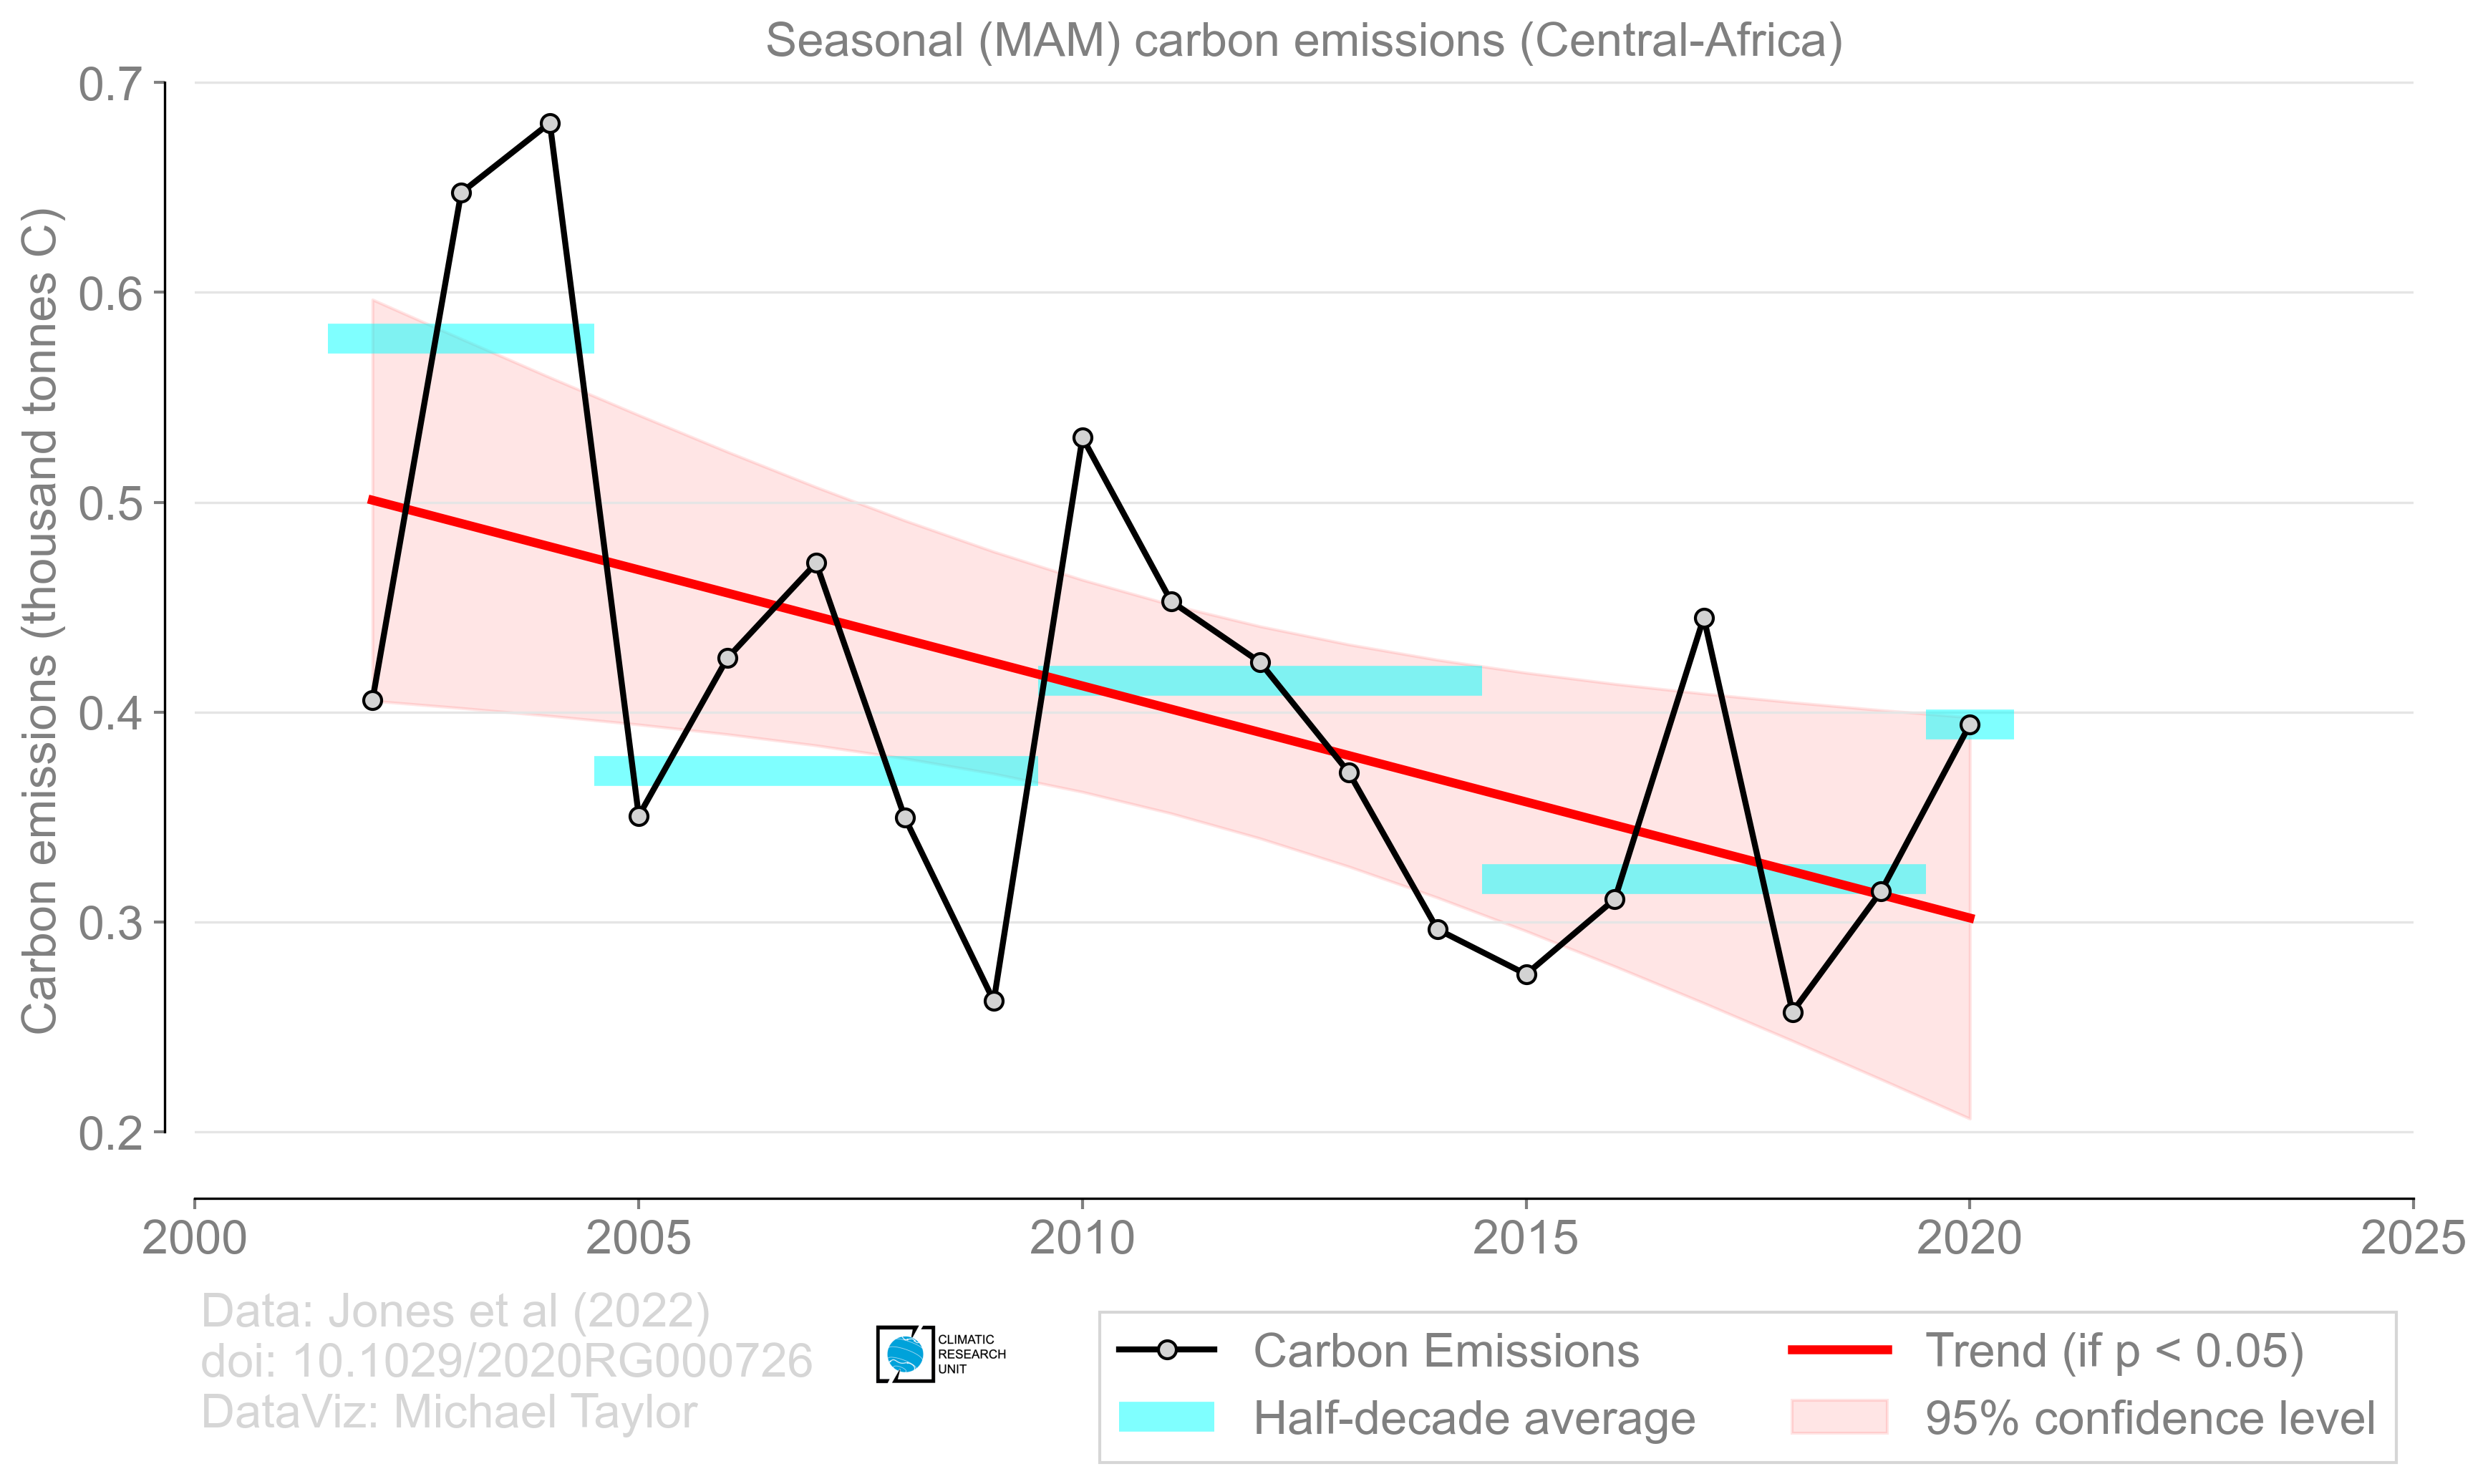 Seasonal (MAM) carbon emissions (Central-Africa)
Carbon emissions (thousand tonnes C)
0.7
0.6
0.5
0.4
0.3
0.2
2000
2005
2010
2015
2020
2025
Data: Jones et al (2022)
doi: 10.1029/2020RG000726
DataViz: Michael Taylor
CLIMATIC
RESEARCH
UNIT
Carbon Emissions
Half-decade average
Trend (if p < 0.05)
95% confidence level